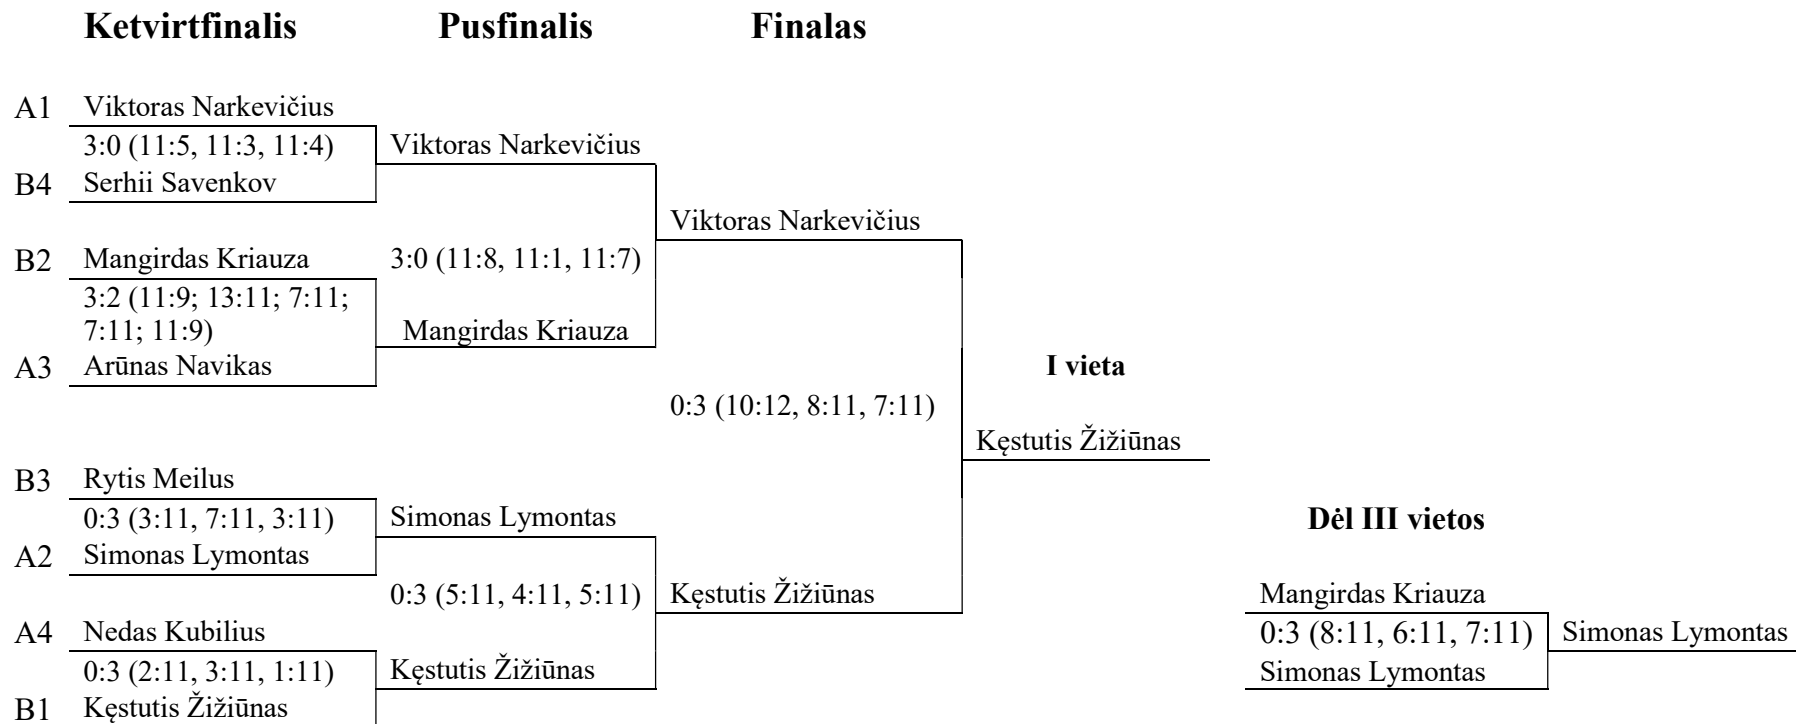 Ketvirtfinalis Pusfinalis Finalas
A1 Viktoras Narkevičius
3:0 (11:5, 11:3, 11:4) Viktoras Narkevičius
B4 Serhii Savenkov
Viktoras Narkevičius
B2 Mangirdas Kriauza 3:0 (11:8, 11:1, 11:7)
3:2 (11:9; 13:11; 7:11;
7:11; 11:9) Mangirdas Kriauza
A3 Arūnas Navikas I vieta
0:3 (10:12, 8:11, 7:11)
Kęstutis Žižiūnas
B3 Rytis Meilus
0:3 (3:11, 7:11, 3:11) Simonas Lymontas Dėl III vietos
A2 Simonas Lymontas
0:3 (5:11, 4:11, 5:11) Kęstutis Žižiūnas Mangirdas Kriauza
A4 Nedas Kubilius 0:3 (8:11, 6:11, 7:11) Simonas Lymontas
0:3 (2:11, 3:11, 1:11) Kęstutis Žižiūnas Simonas Lymontas
B1 Kęstutis Žižiūnas